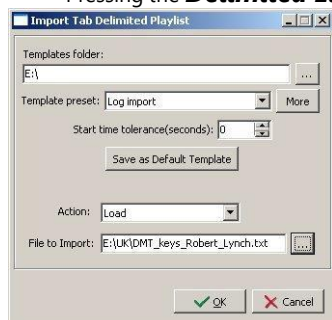 Pressing the Delimited
Import Tab Delimited Playlist
Templates folder:
E:\
...
Template preset: Log import More
Start time tolerance(seconds): 0
Save as Default Template
Action: Load
File to Import: E:\UK\DMT_keys_Robert_Lynch.txt ...
OK Cancel